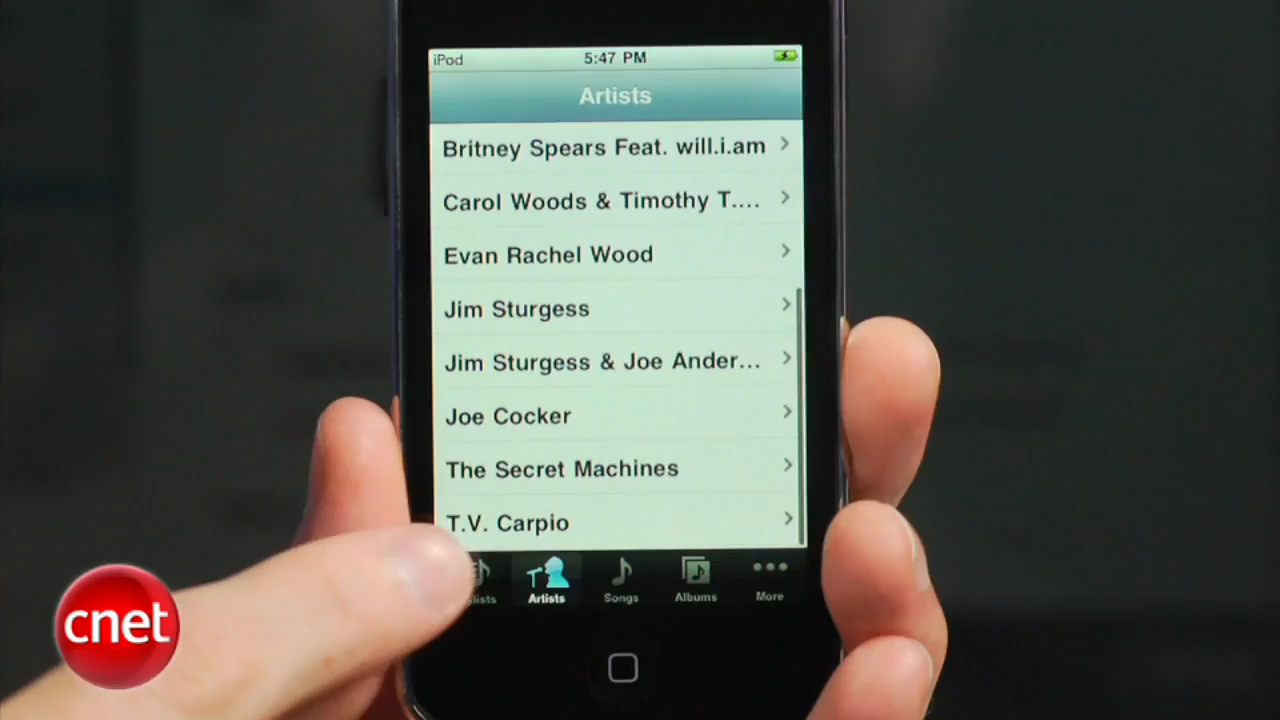 iPod 5:47 PM
Artists
Britney Spears Feat. will.i.am
Carol Woods & Timothy T....
Evan Rachel Wood
Jim Sturgess
Jim Sturgess & Joe Ander...
Joe Cocker
The Secret Machines
T.V. Carpio
lists Artists Songs Albums More
cnet